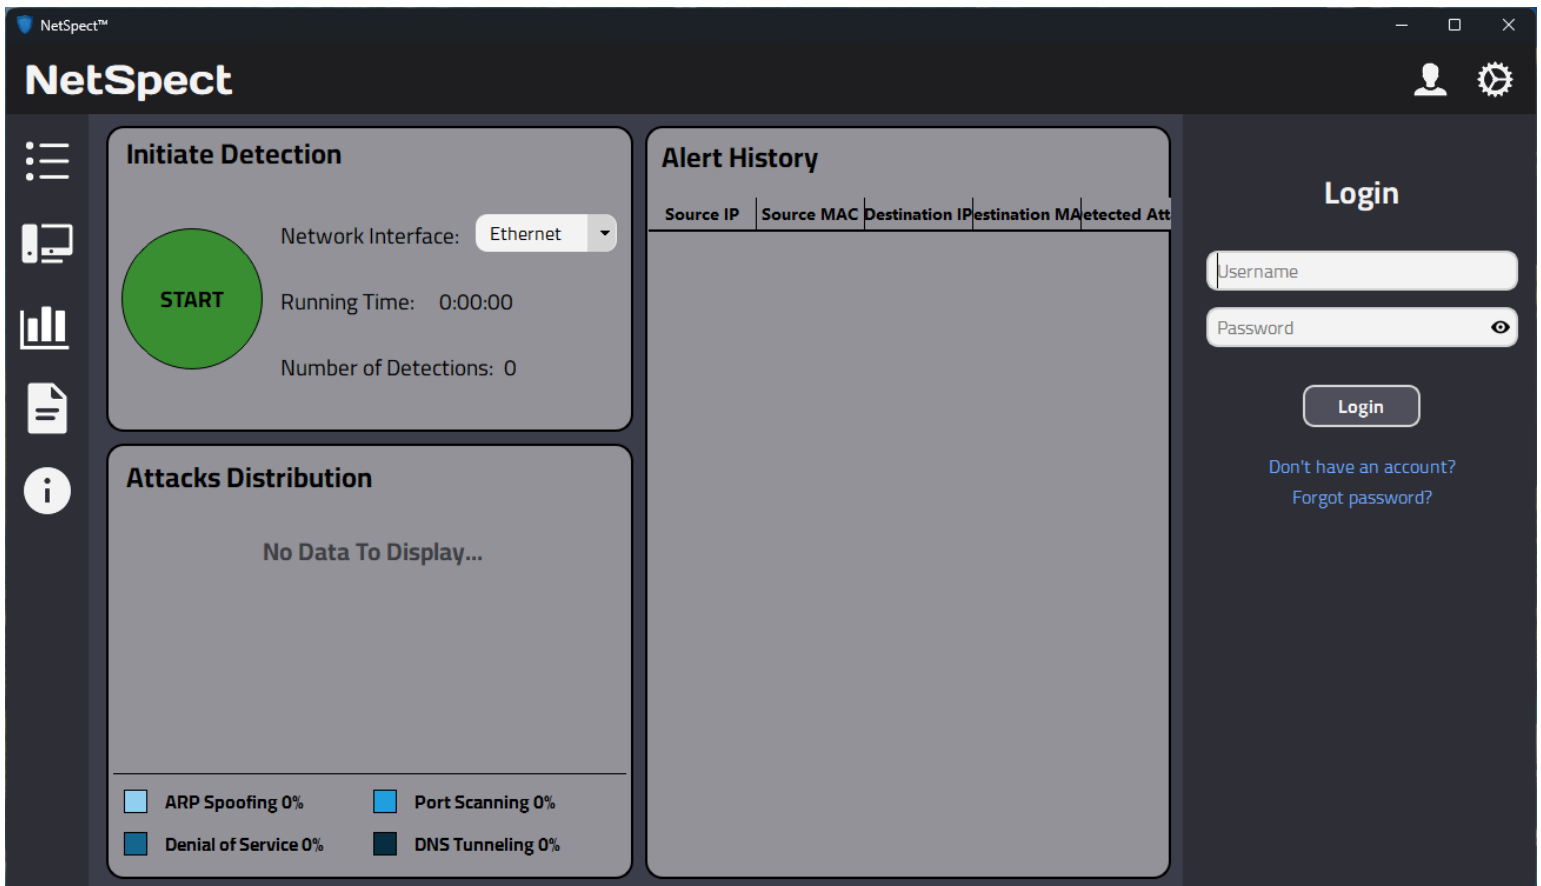 NetSpect™
NetSpect
Initiate Detection
Network Interface: Ethernet
START
Running Time: 0:00:00
Number of Detections: 0
Attacks Distribution
No Data To Display...
ARP Spoofing 0% Port Scanning 0%
Denial of Service 0% DNS Tunneling 0%
Alert History
Source IP Source MAC Destination IP estination MA etected Att
Login
Username
Password
Login
Don't have an account?
Forgot password?